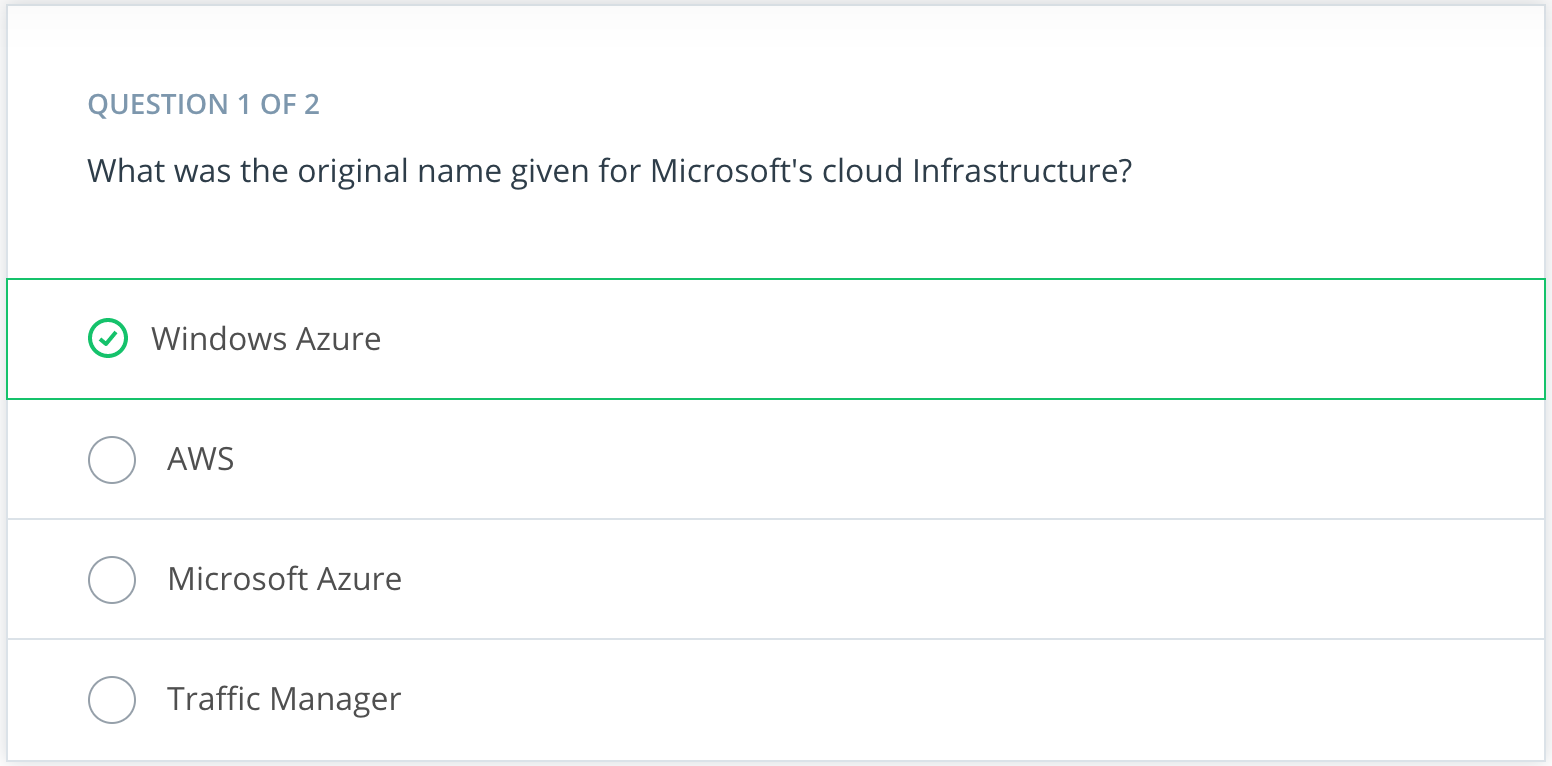 QUESTION 1 OF 2
What was the original name given for Microsoft's cloud Infrastructure?
Windows Azure
AWS
Microsoft Azure
Traffic Manager